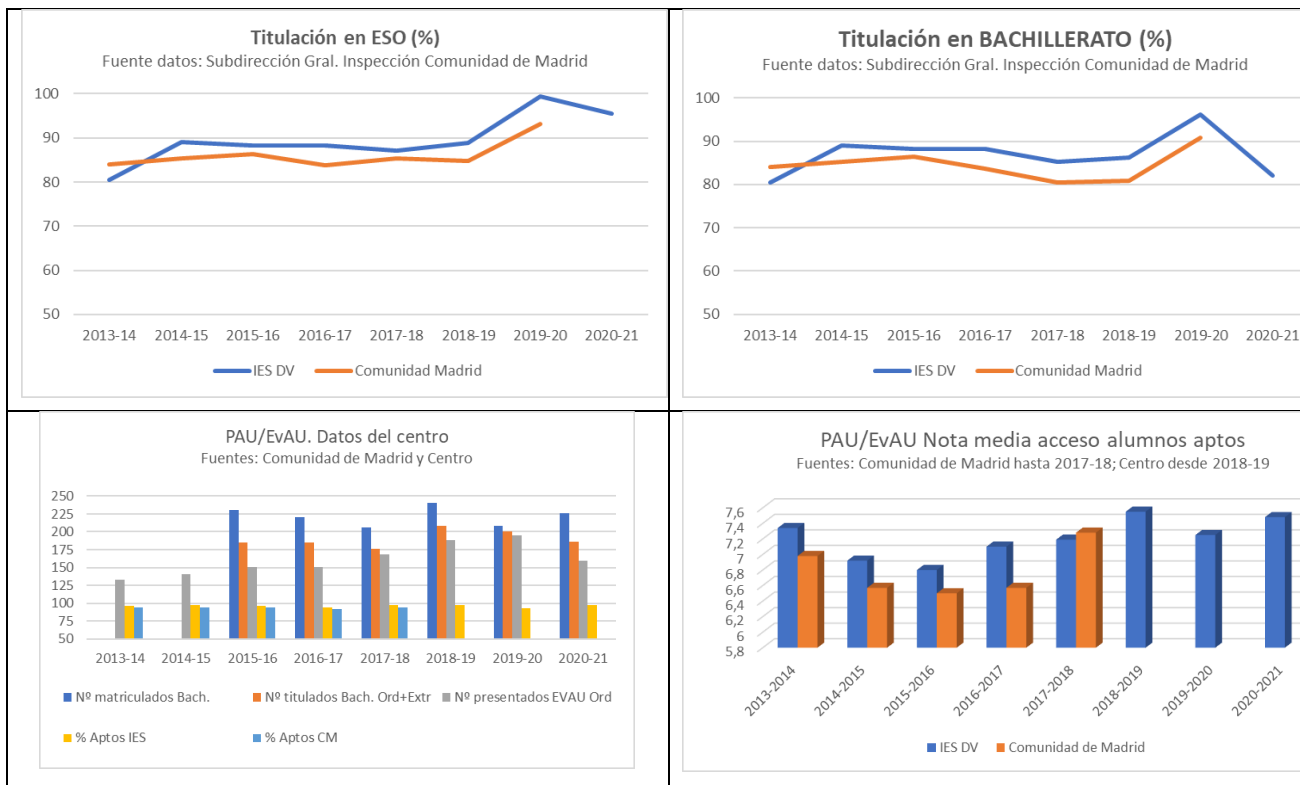 Titulación en ESO (%)
Fuente datos: Subdirección Gral. Inspección Comunidad de Madrid
100
90
80
70
60
50
2013-14 2014-15 2015-16 2016-17 2017-18 2018-19 2019-20 2020-21
IES DV Comunidad Madrid
Titulación en BACHILLERATO (%)
Fuente datos: Subdirección Gral. Inspección Comunidad de Madrid
100
90
80
70
60
50
2013-14 2014-15 2015-16 2016-17 2017-18 2018-19 2019-20 2020-21
IES DV Comunidad Madrid
PAU/EvAU. Datos del centro
Fuentes: Comunidad de Madrid y Centro
250
225
200
175
150
125
100
75
50
2013-14 2014-15 2015-16 2016-17 2017-18 2018-19 2019-20 2020-21
Nº matriculados Bach. Nº titulados Bach. Ord+Extr Nº presentados EVAU Ord
% Aptos IES % Aptos CM
PAU/EvAU Nota media acceso alumnos aptos
Fuentes: Comunidad de Madrid hasta 2017-18; Centro desde 2018-19
7,6
7,4
7,2
7
6,8
6,6
6,4
6,2
6
5,8
2013-2014 2014-2015 2015-2016 2016-2017 2017-2018 2018-2019 2019-2020 2020-2021
IES DV Comunidad de Madrid